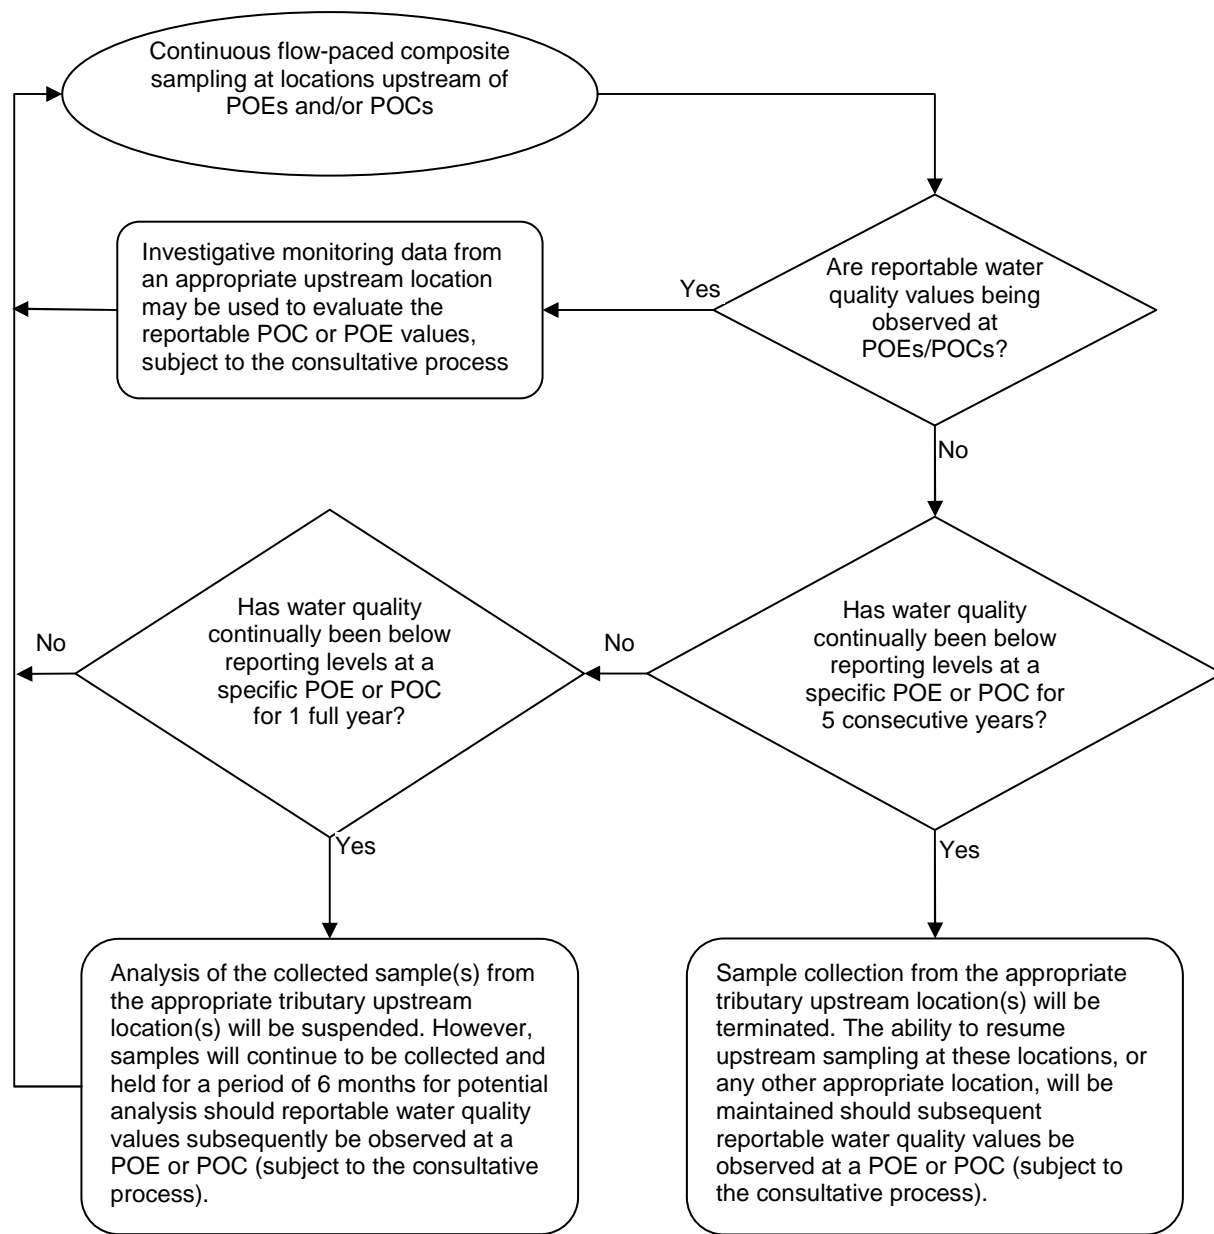 Continuous flow-paced composite
sampling at locations upstream of
POEs and/or POCs
Investigative monitoring data from
an appropriate upstream location
may be used to evaluate the
reportable POC or POE values,
subject to the consultative process
Yes
Are reportable water
quality values being
observed at
POEs/POCs?
No
No
Has water quality
continually been below
reporting levels at a
specific POE or POC
for 1 full year?
No
Has water quality
continually been below
reporting levels at a
specific POE or POC for
5 consecutive years?
Yes
Yes
Analysis of the collected sample(s) from
the appropriate tributary upstream
location(s) will be suspended. However,
samples will continue to be collected and
held for a period of 6 months for potential
analysis should reportable water quality
values subsequently be observed at a
POE or POC (subject to the consultative
process).
Sample collection from the appropriate
tributary upstream location(s) will be
terminated. The ability to resume
upstream sampling at these locations, or
any other appropriate location, will be
maintained should subsequent
reportable water quality values be
observed at a POE or POC (subject to
the consultative process).